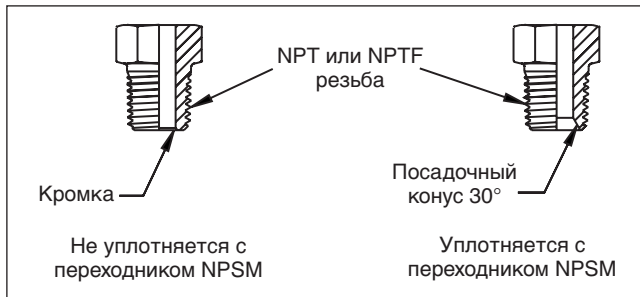 NPT или NPTF
резьба
Кромка
Посадочный
конус 30°
Не уплотняется с
переходником NPSM
Уплотняется с
переходником NPSM